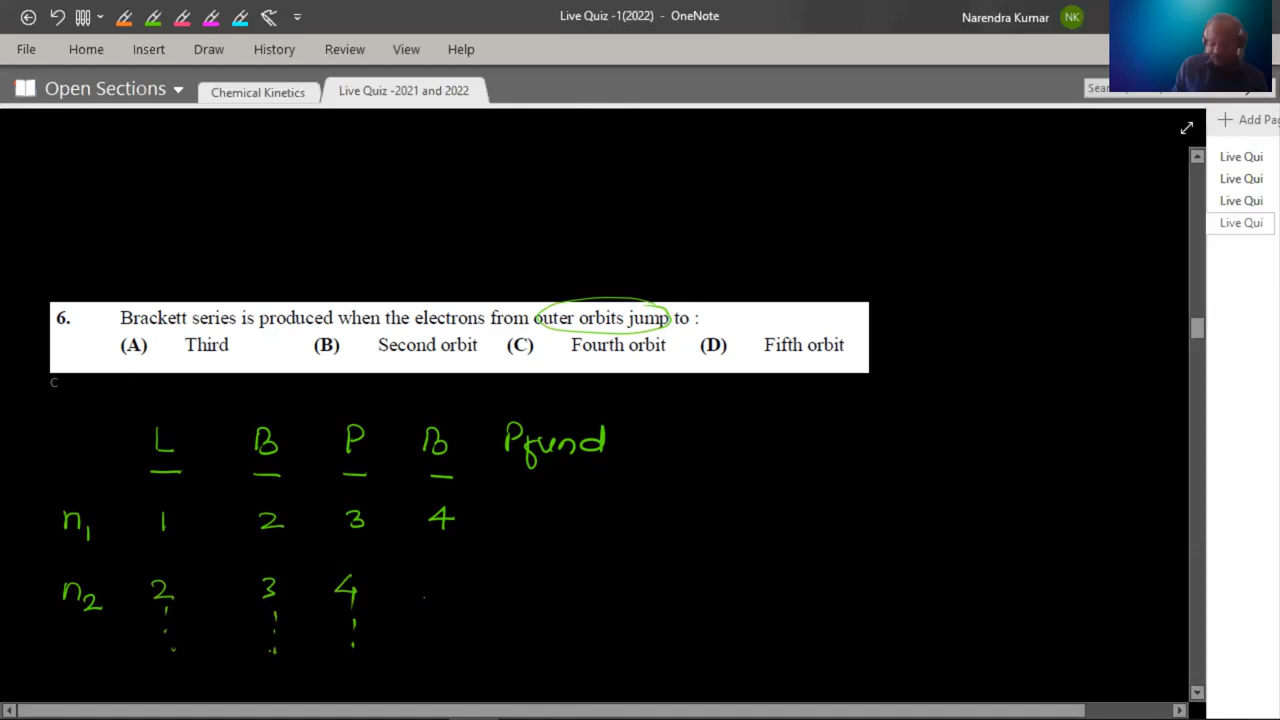 Live Quiz -1(2022) - OneNote
Narendra Kumar NK
File Home Insert Draw History Review View Help
Open Sections Chemical Kinetics Live Quiz -2021 and 2022
Add Pag
Live Qui
Live Qui
Live Qui
Live Qui
6. Brackett series is produced when the electrons from outer orbits jump to :
(A) Third (B) Second orbit (C) Fourth orbit (D) Fifth orbit
C
L B P B Pfund
n1 1 2 3 4
n2 2 3 4